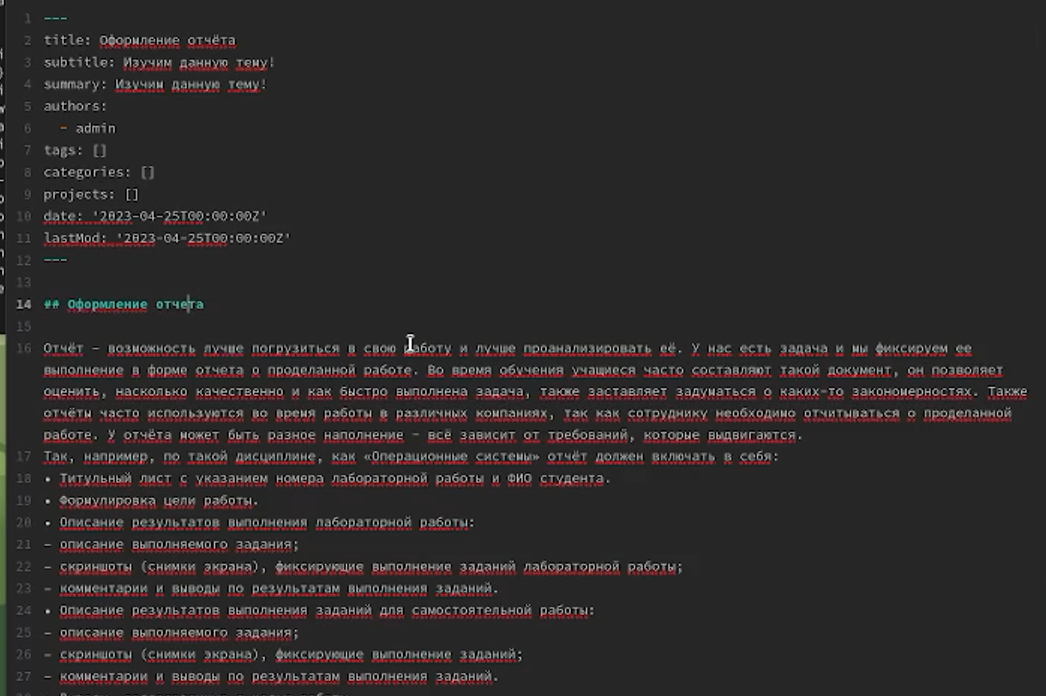 1 ---
2 title: Оформление отчёта
3 subtitle: Изучим данную тему!
4 summary: Изучим данную тему!
5 authors:
6 - admin
7 tags: []
8 categories: []
9 projects: []
10 date: '2023-04-25T00:00:00Z'
11 lastMod: '2023-04-25T00:00:00Z'
12 ---
13
14 ## Оформление отчета
15
16 Отчёт – возможность лучше погрузиться в свою работу и лучше проанализировать её. У нас есть задача и мы фиксируем ее
выполнение в форме отчета о проделанной работе. Во время обучения учащиеся часто составляют такой документ, он позволяет
оценить, насколько качественно и как быстро выполнена задача, также заставляет задуматься о каких-то закономерностях. Также
отчёты часто используются во время работы в различных компаниях, так как сотруднику необходимо отчитываться о проделанной
работе. У отчёта может быть разное наполнение – всё зависит от требований, которые выдвигаются.
17 Так, например, по такой дисциплине, как «Операционные системы» отчёт должен включать в себя:
18 • Титульный лист с указанием номера лабораторной работы и ФИО студента.
19 • Формулировка цели работы.
20 • Описание результатов выполнения лабораторной работы:
21 – описание выполняемого задания;
22 – скриншоты (снимки экрана), фиксирующие выполнение заданий лабораторной работы;
23 – комментарии и выводы по результатам выполнения заданий.
24 • Описание результатов выполнения заданий для самостоятельной работы:
25 – описание выполняемого задания;
26 – скриншоты (снимки экрана), фиксирующие выполнение заданий;
27 – комментарии и выводы по результатам выполнения заданий.